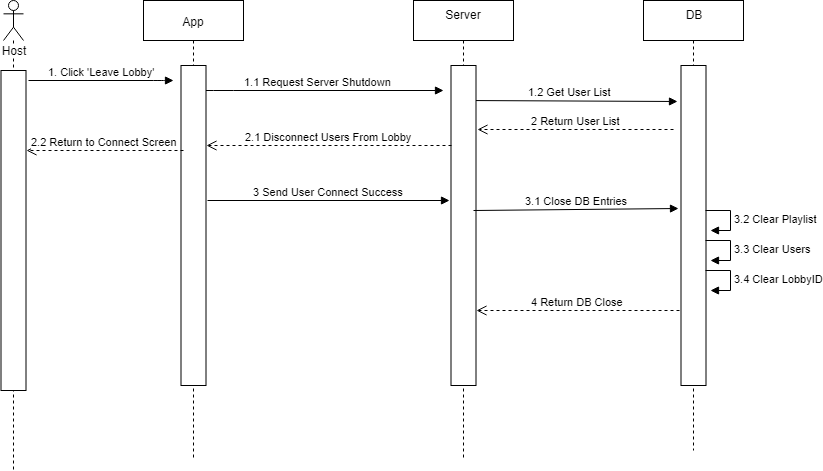 Host
App
Server
DB
1. Click 'Leave Lobby'
1.1 Request Server Shutdown
1.2 Get User List
2 Return User List
2.1 Disconnect Users From Lobby
2.2 Return to Connect Screen
3 Send User Connect Success
3.1 Close DB Entries
3.2 Clear Playlist
3.3 Clear Users
3.4 Clear LobbyID
4 Return DB Close